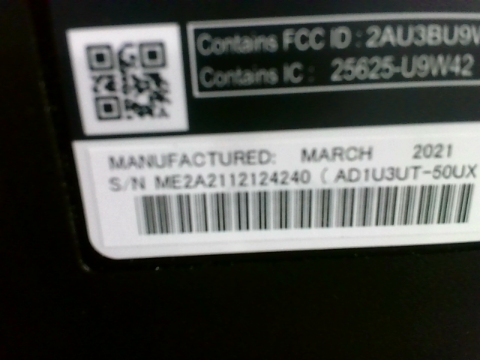 Contains FCC ID : 2AU3BU9W
Contains IC : 25625-U9W42
MANUFACTURED: MARCH 2021
S/N ME2A2112124240 ( AD1U3UT-50UX